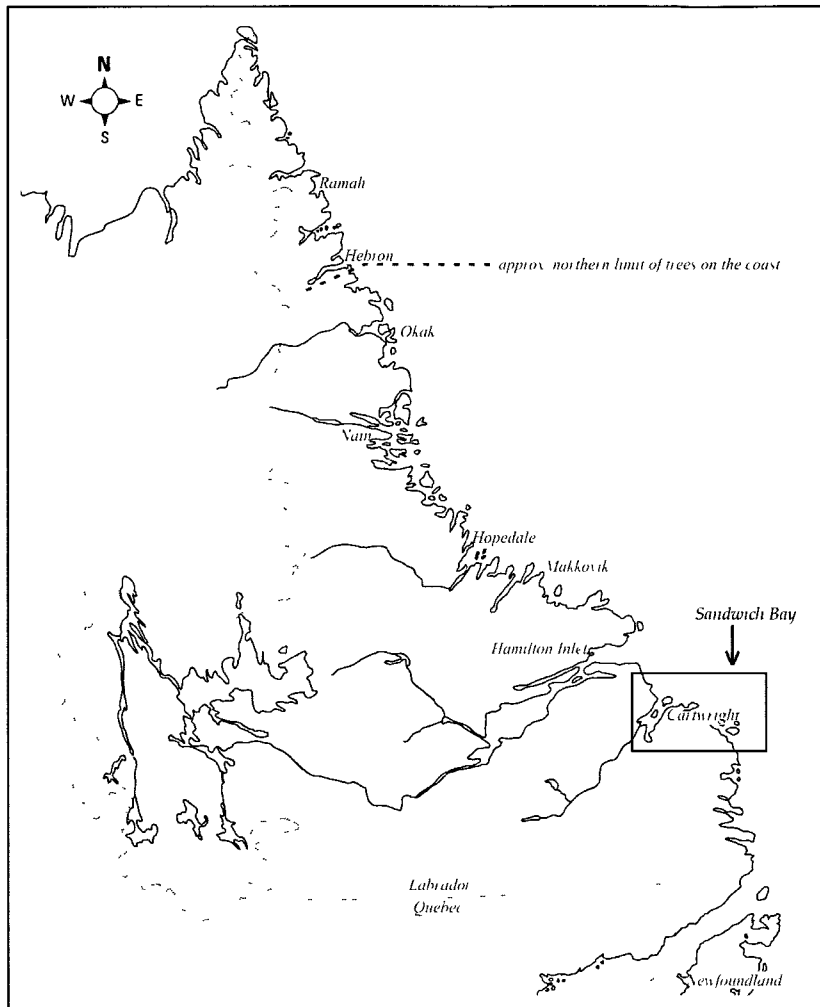 N
W E
S
Ramah
Hebron
approx. northern limit of trees on the coast
Okak
Nain
Hopedale
Makkovik
Sandwich Bay
Hamilton Inlet
Cartwright
Labrador
Quebec
Newfoundland